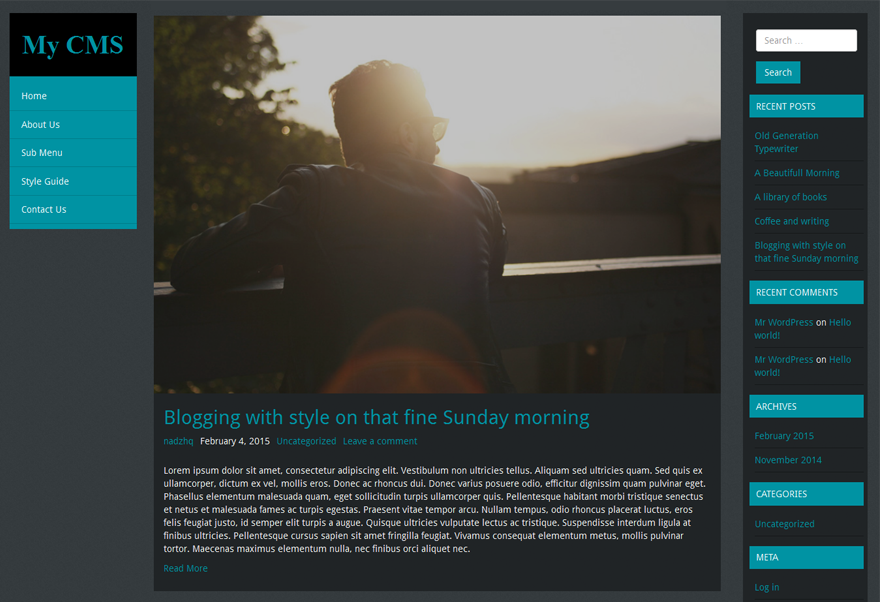 My CMS
Home
About Us
Sub Menu
Style Guide
Contact Us
Blogging with style on that fine Sunday morning
nadzhq February 4, 2015 Uncategorized Leave a comment
Lorem ipsum dolor sit amet, consectetur adipiscing elit. Vestibulum non ultricies tellus. Aliquam sed ultricies quam. Sed quis ex
ullamcorper, dictum ex vel, mollis eros. Donec ac rhoncus dui. Donec varius posuere odio, efficitur dignissim quam pulvinar eget.
Phasellus elementum malesuada quam, eget sollicitudin turpis ullamcorper quis. Pellentesque habitant morbi tristique senectus
et netus et malesuada fames ac turpis egestas. Praesent vitae tempor arcu. Nullam tempus, odio rhoncus placerat luctus, eros
felis feugiat justo, id semper elit turpis a augue. Quisque ultricies vulputate lectus ac tristique. Suspendisse interdum ligula at
finibus ultricies. Pellentesque cursus sapien sit amet fringilla feugiat. Vivamus consequat elementum metus, mollis pulvinar
tortor. Maecenas maximus elementum nulla, nec finibus orci aliquet nec.
Read More
Search ...
Search
RECENT POSTS
Old Generation
Typewriter
A Beautifull Morning
A library of books
Coffee and writing
Blogging with style on
that fine Sunday morning
RECENT COMMENTS
Mr WordPress on Hello
world!
Mr WordPress on Hello
world!
ARCHIVES
February 2015
November 2014
CATEGORIES
Uncategorized
META
Log in